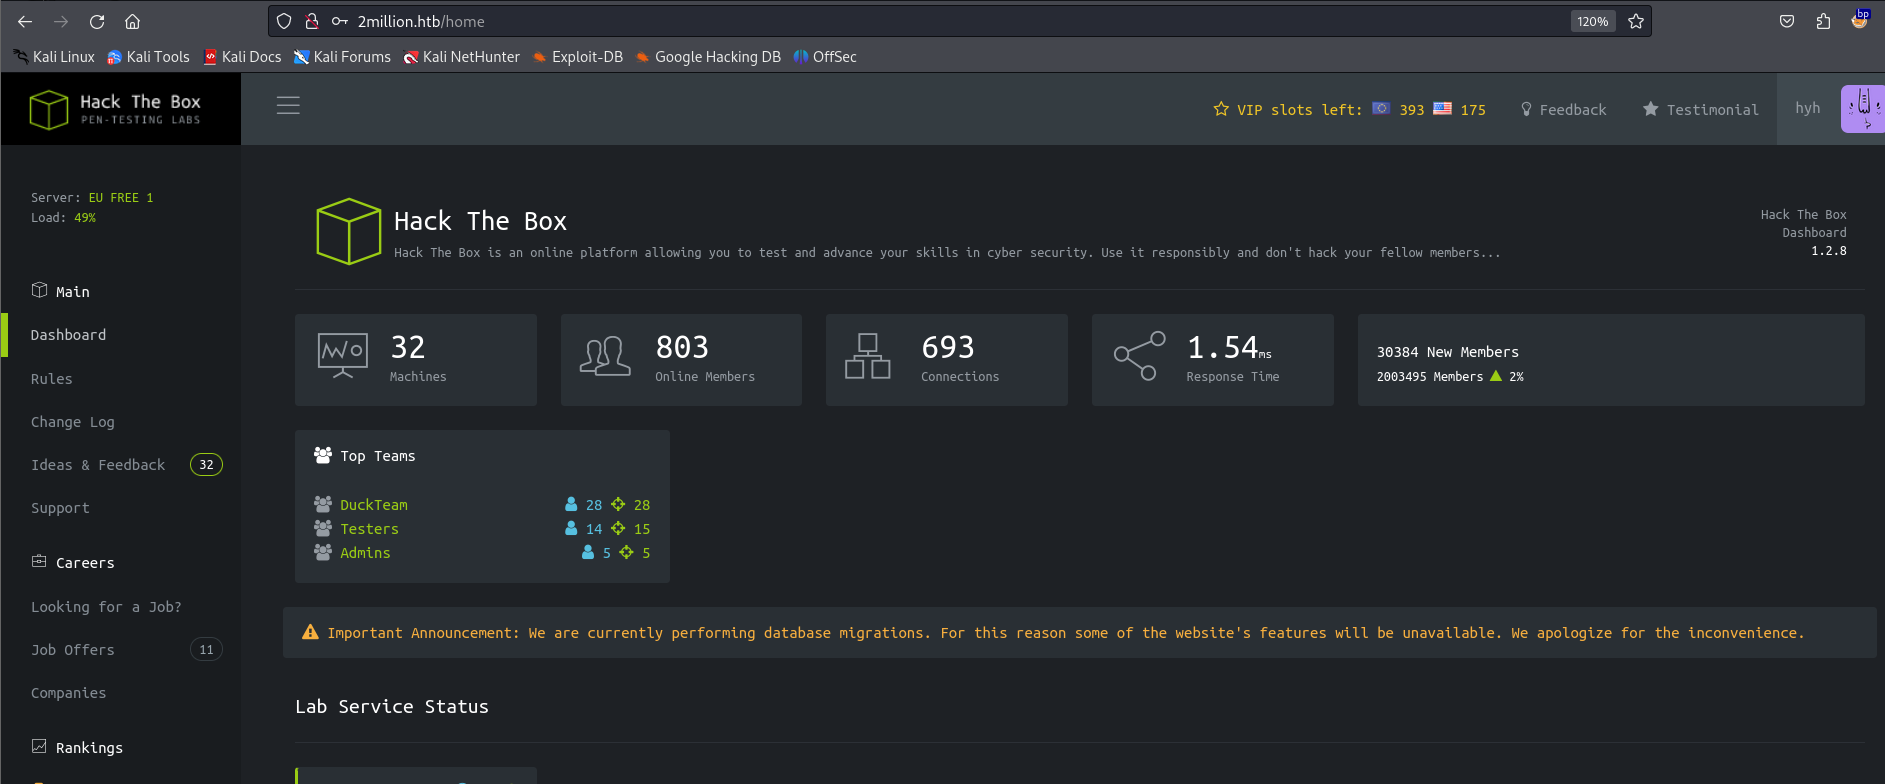 2million.htb/home
120%
bp
Kali Linux Kali Tools Kali Docs Kali Forums Kali NetHunter Exploit-DB Google Hacking DB OffSec
Hack The Box
PEN-TESTING LABS
VIP slots left: 393 175 Feedback Testimonial hyh
Server: EU FREE 1
Load: 49%
Main
Dashboard
Rules
Change Log
Ideas & Feedback 32
Support
Careers
Looking for a Job?
Job Offers 11
Companies
Rankings
Hack The Box
Hack The Box is an online platform allowing you to test and advance your skills in cyber security. Use it responsibly and don't hack your fellow members...
Hack The Box
Dashboard
1.2.8
32
Machines
803
Online Members
693
Connections
1.54ms
Response Time
30384 New Members
2003495 Members 2%
Top Teams
DuckTeam 28 28
Testers 14 15
Admins 5 5
Important Announcement: We are currently performing database migrations. For this reason some of the website's features will be unavailable. We apologize for the inconvenience.
Lab Service Status